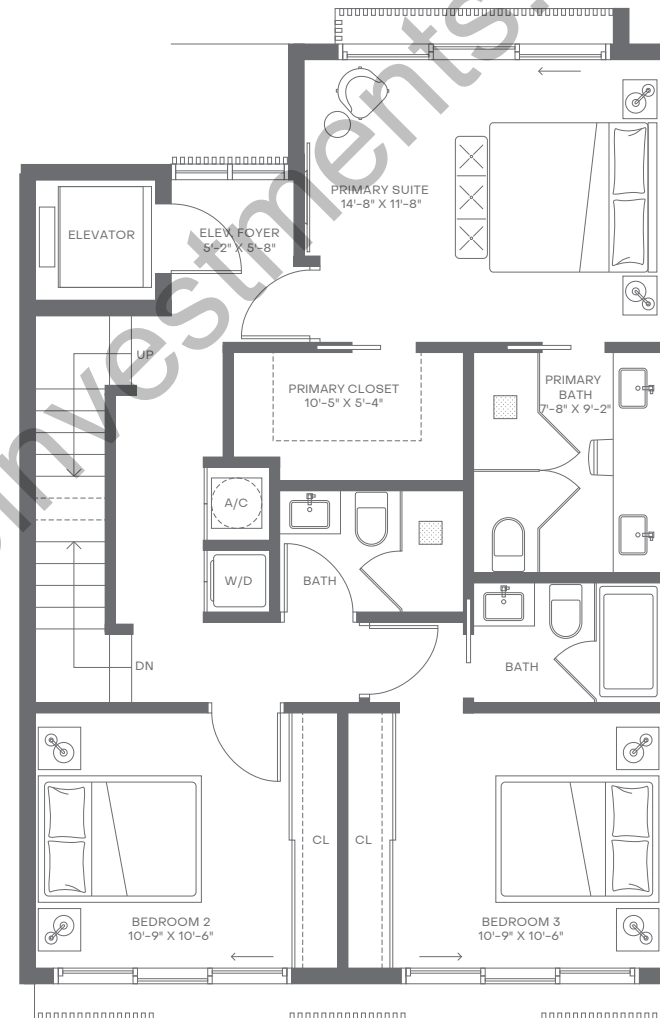 investments.
PRIMARY SUITE
14'-8" X 11'-8"
ELEVATOR
ELEV. FOYER
5'-2" X 5'-8"
UP
PRIMARY CLOSET
10'-5" X 5'-4"
PRIMARY
BATH
7'-8" X 9'-2"
A/C
W/D
BATH
DN
BATH
CL
CL
BEDROOM 2
10'-9" X 10'-6"
BEDROOM 3
10'-9" X 10'-6"